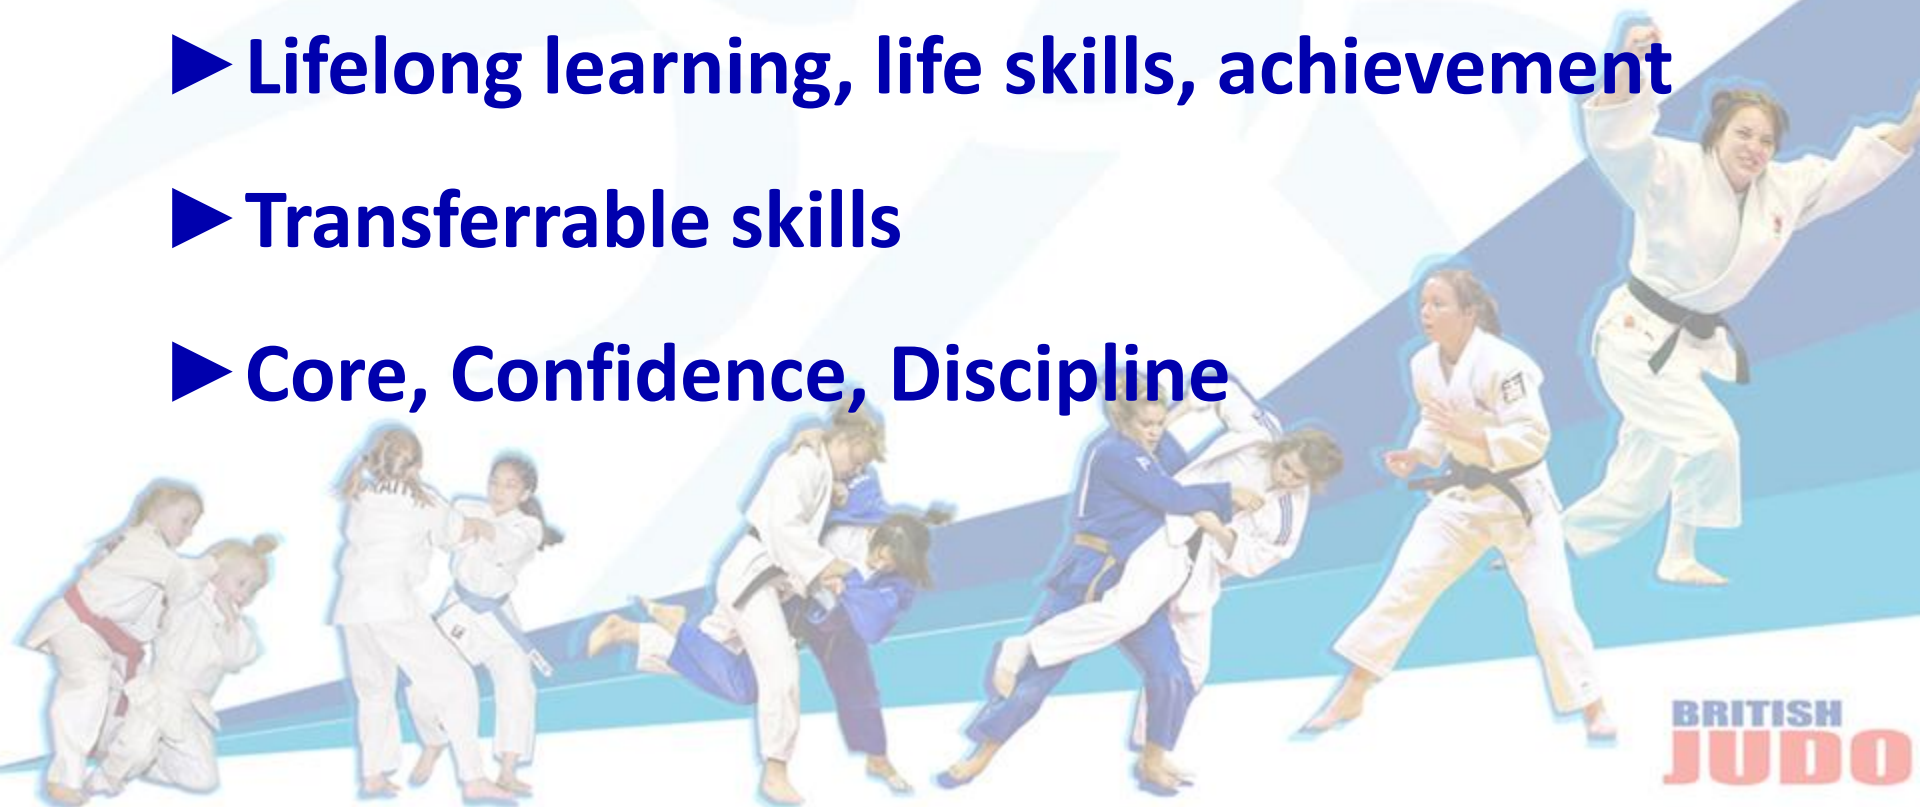 ►Lifelong learning, life skills, achievement
►Transferrable skills
►Core, Confidence, Discipline
BRITISH
JUDO